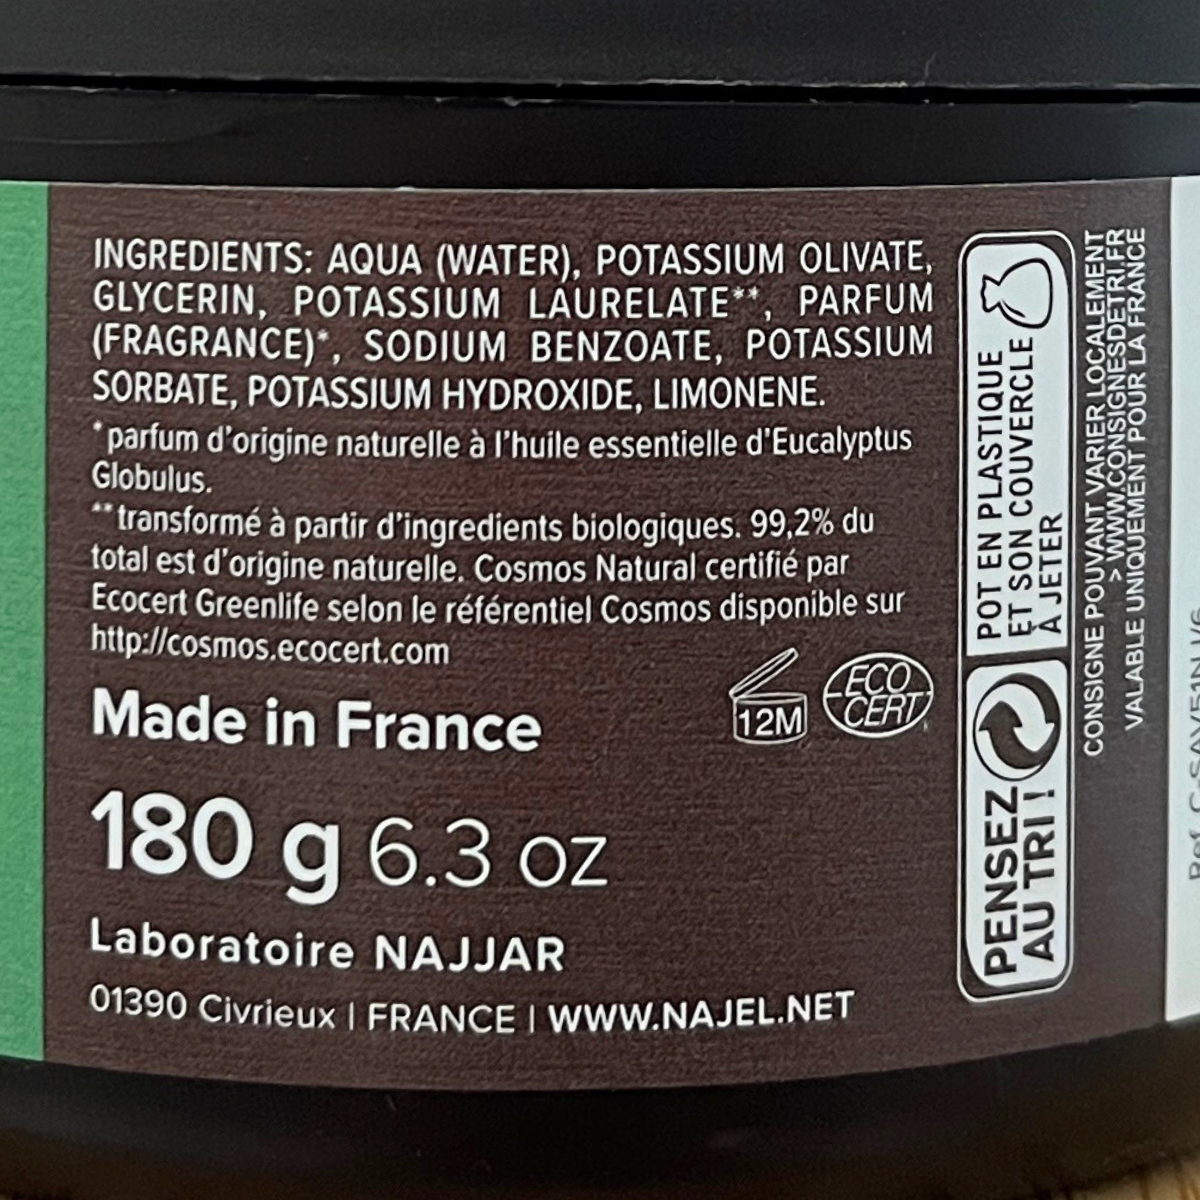 INGREDIENTS: AQUA (WATER), POTASSIUM OLIVATE,
GLYCERIN, POTASSIUM LAURELATE**, PARFUM
(FRAGRANCE)*, SODIUM BENZOATE, POTASSIUM
SORBATE, POTASSIUM HYDROXIDE, LIMONENE.
*parfum d'origine naturelle à l'huile essentielle d'Eucalyptus
Globulus.
**transformé à partir d'ingredients biologiques. 99,2% du
total est d'origine naturelle. Cosmos Natural certifié par
Ecocert Greenlife selon le référentiel Cosmos disponible sur
http://cosmos.ecocert.com
Made in France
12M
ECO
CERT
180 g 6.3 oz
Laboratoire NAJJAR
01390 Civrieux | FRANCE | WWW.NAJEL.NET
POT EN PLASTIQUE
ET SON COUVERCLE
À JETER
PENSEZ
AU TRI !
CONSIGNE POUVANT VARIER LOCALEMENT
> WWW.CONSIGNESDETRI.FR
VALABLE UNIQUEMENT POUR LA FRANCE